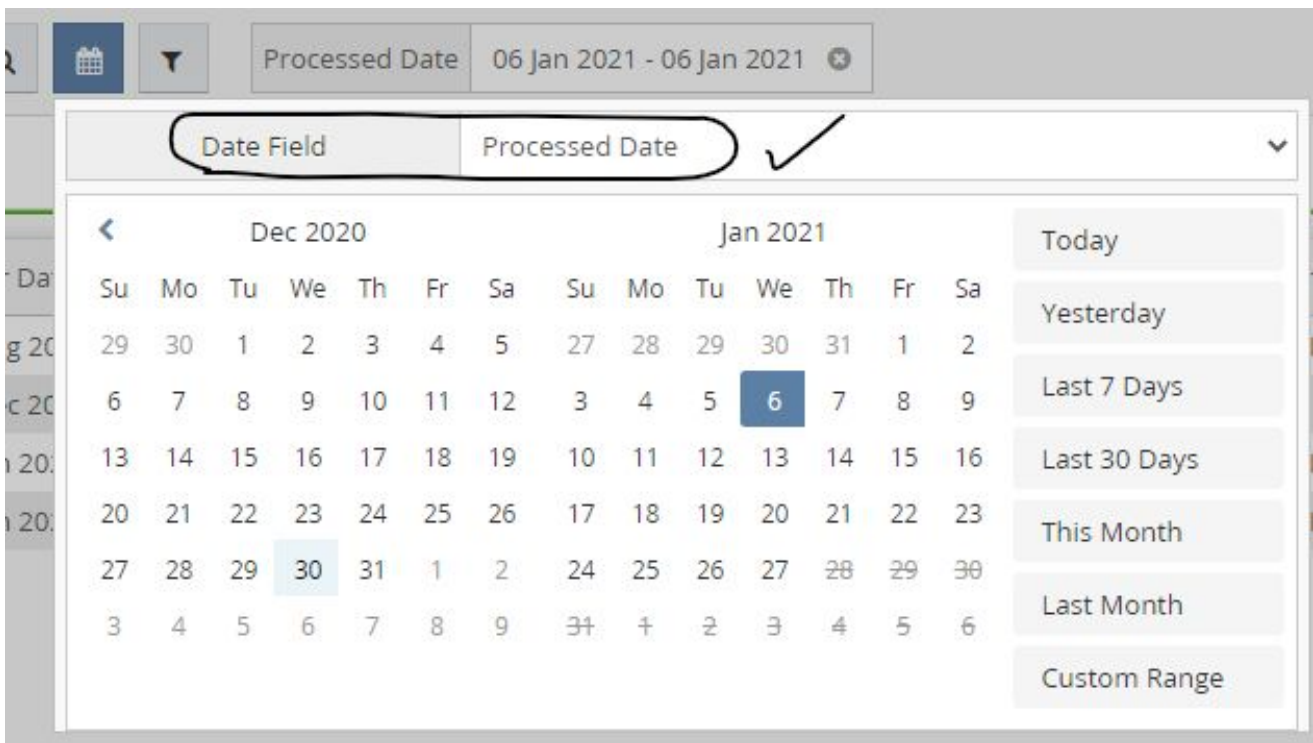 Processed Date 06 Jan 2021 - 06 Jan 2021
Date Field Processed Date
Dec 2020 Jan 2021
Su Mo Tu We Th Fr Sa Su Mo Tu We Th Fr Sa
29 30 1 2 3 4 5 27 28 29 30 31 1 2
6 7 8 9 10 11 12 3 4 5 6 7 8 9
13 14 15 16 17 18 19 10 11 12 13 14 15 16
20 21 22 23 24 25 26 17 18 19 20 21 22 23
27 28 29 30 31 1 2 24 25 26 27 28 29 30
3 4 5 6 7 8 9 31 1 2 3 4 5 6
Today
Yesterday
Last 7 Days
Last 30 Days
This Month
Last Month
Custom Range